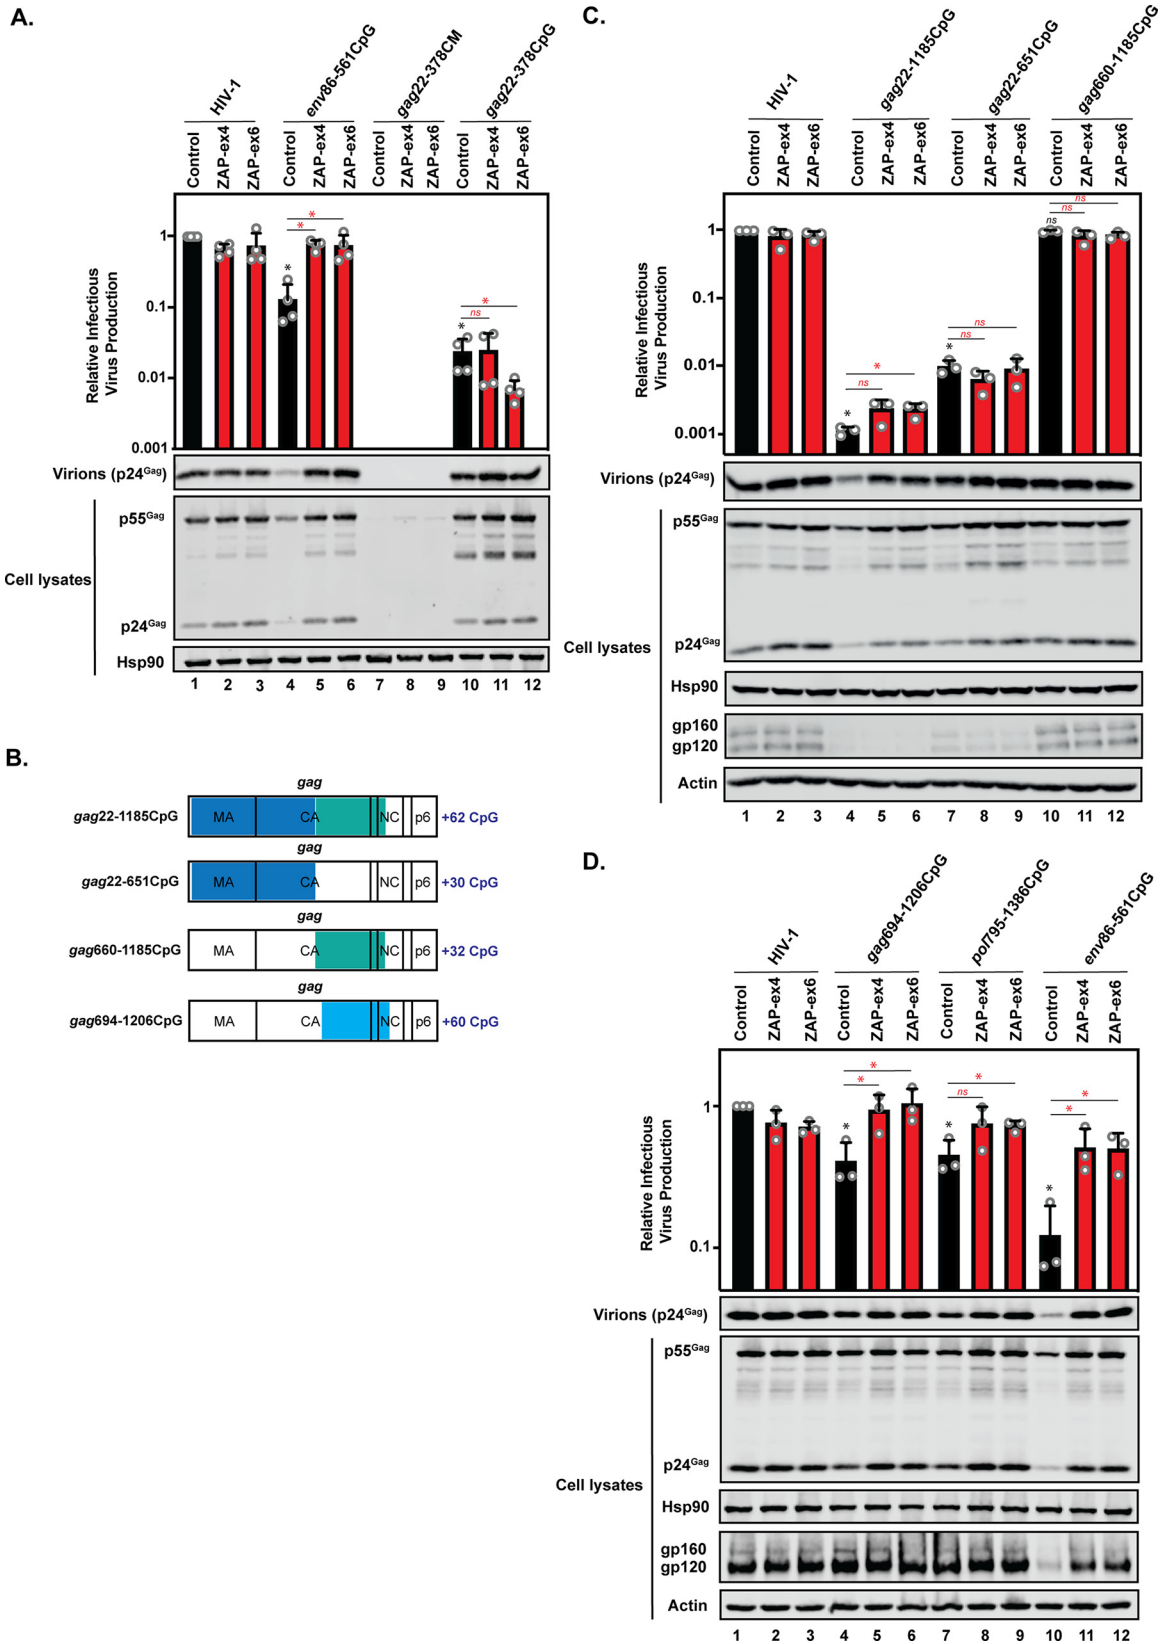 A.
HIV-1
env86-561CpG
gag22-378CM
gag22-378CpG
Control
ZAP-ex4
ZAP-ex6
Control
ZAP-ex4
ZAP-ex6
Control
ZAP-ex4
ZAP-ex6
Control
ZAP-ex4
ZAP-ex6
Relative Infectious
Virus Production
1
0.1
0.01
0.001
*
*
*
*
ns
*
Virions (p24Gag)
p55Gag
Cell lysates
p24Gag
Hsp90
1 2 3 4 5 6 7 8 9 10 11 12
B.
gag
gag22-1185CpG MA CA NC p6 +62 CpG
gag
gag22-651CpG MA CA NC p6 +30 CpG
gag
gag660-1185CpG MA CA NC p6 +32 CpG
gag
gag694-1206CpG MA CA NC p6 +60 CpG
C.
HIV-1
gag22-1185CpG
gag22-651CpG
gag660-1185CpG
Control
ZAP-ex4
ZAP-ex6
Control
ZAP-ex4
ZAP-ex6
Control
ZAP-ex4
ZAP-ex6
Control
ZAP-ex4
ZAP-ex6
Relative Infectious
Virus Production
1
0.1
0.01
0.001
*
ns
*
ns
ns
*
ns
ns
ns
Virions (p24Gag)
p55Gag
p24Gag
Cell lysates
Hsp90
gp160
gp120
Actin
1 2 3 4 5 6 7 8 9 10 11 12
D.
HIV-1
gag694-1206CpG
pol795-1386CpG
env86-561CpG
Control
ZAP-ex4
ZAP-ex6
Control
ZAP-ex4
ZAP-ex6
Control
ZAP-ex4
ZAP-ex6
Control
ZAP-ex4
ZAP-ex6
Relative Infectious
Virus Production
1
0.1
*
*
*
*
ns
*
*
*
*
Virions (p24Gag)
p55Gag
p24Gag
Cell lysates
Hsp90
gp160
gp120
Actin
1 2 3 4 5 6 7 8 9 10 11 12